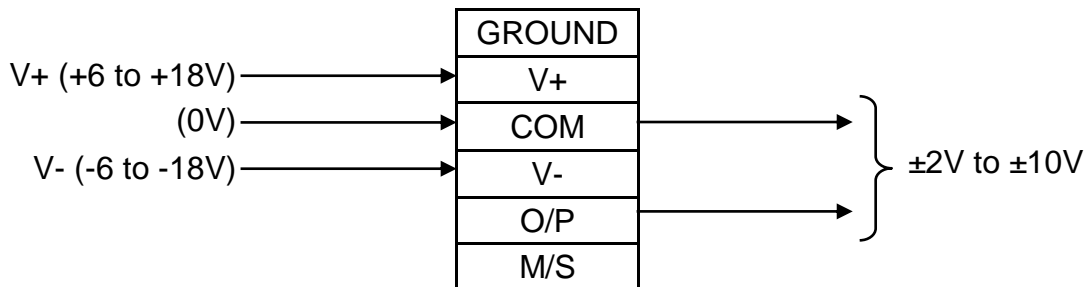 GROUND
V+ (+6 to +18V)
V+
(0V)
COM
V- (-6 to -18V)
V-
±2V to ±10V
O/P
M/S